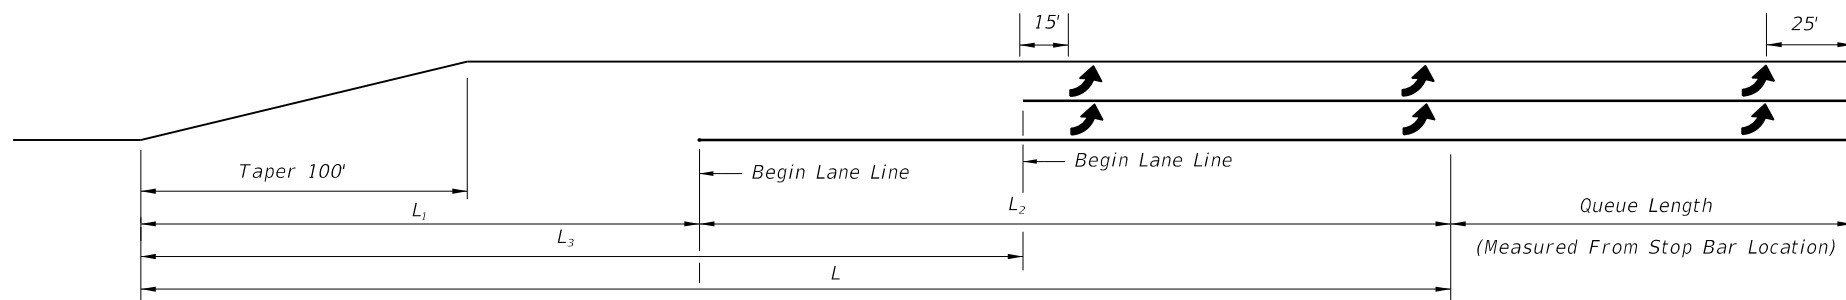 15'
25'
Begin Lane Line
Taper 100'
Begin Lane Line
L₁
L₂
Queue Length
L₃
(Measured From Stop Bar Location)
L